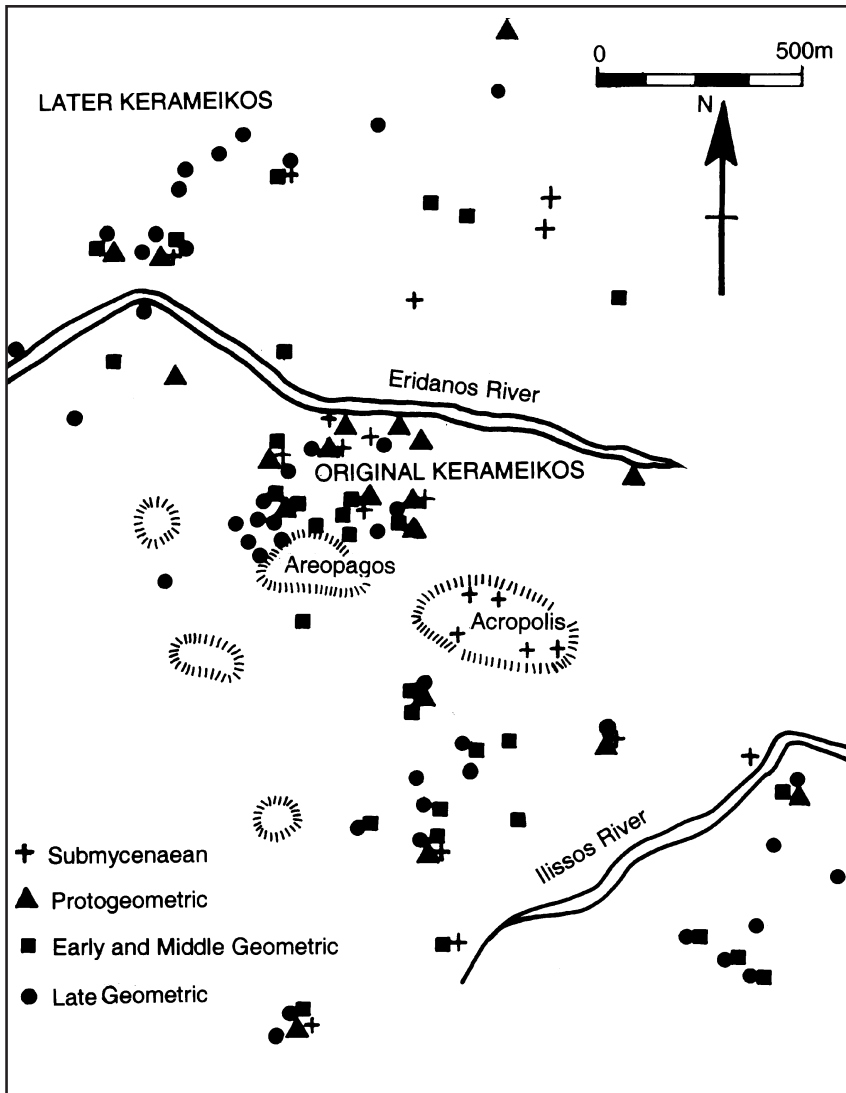 0 500m
LATER KERAMEIKOS
N
Eridanos River
ORIGINAL KERAMEIKOS
Areopagos
Acropolis
Ilissos River
Submycenaean
Protogeometric
Early and Middle Geometric
Late Geometric